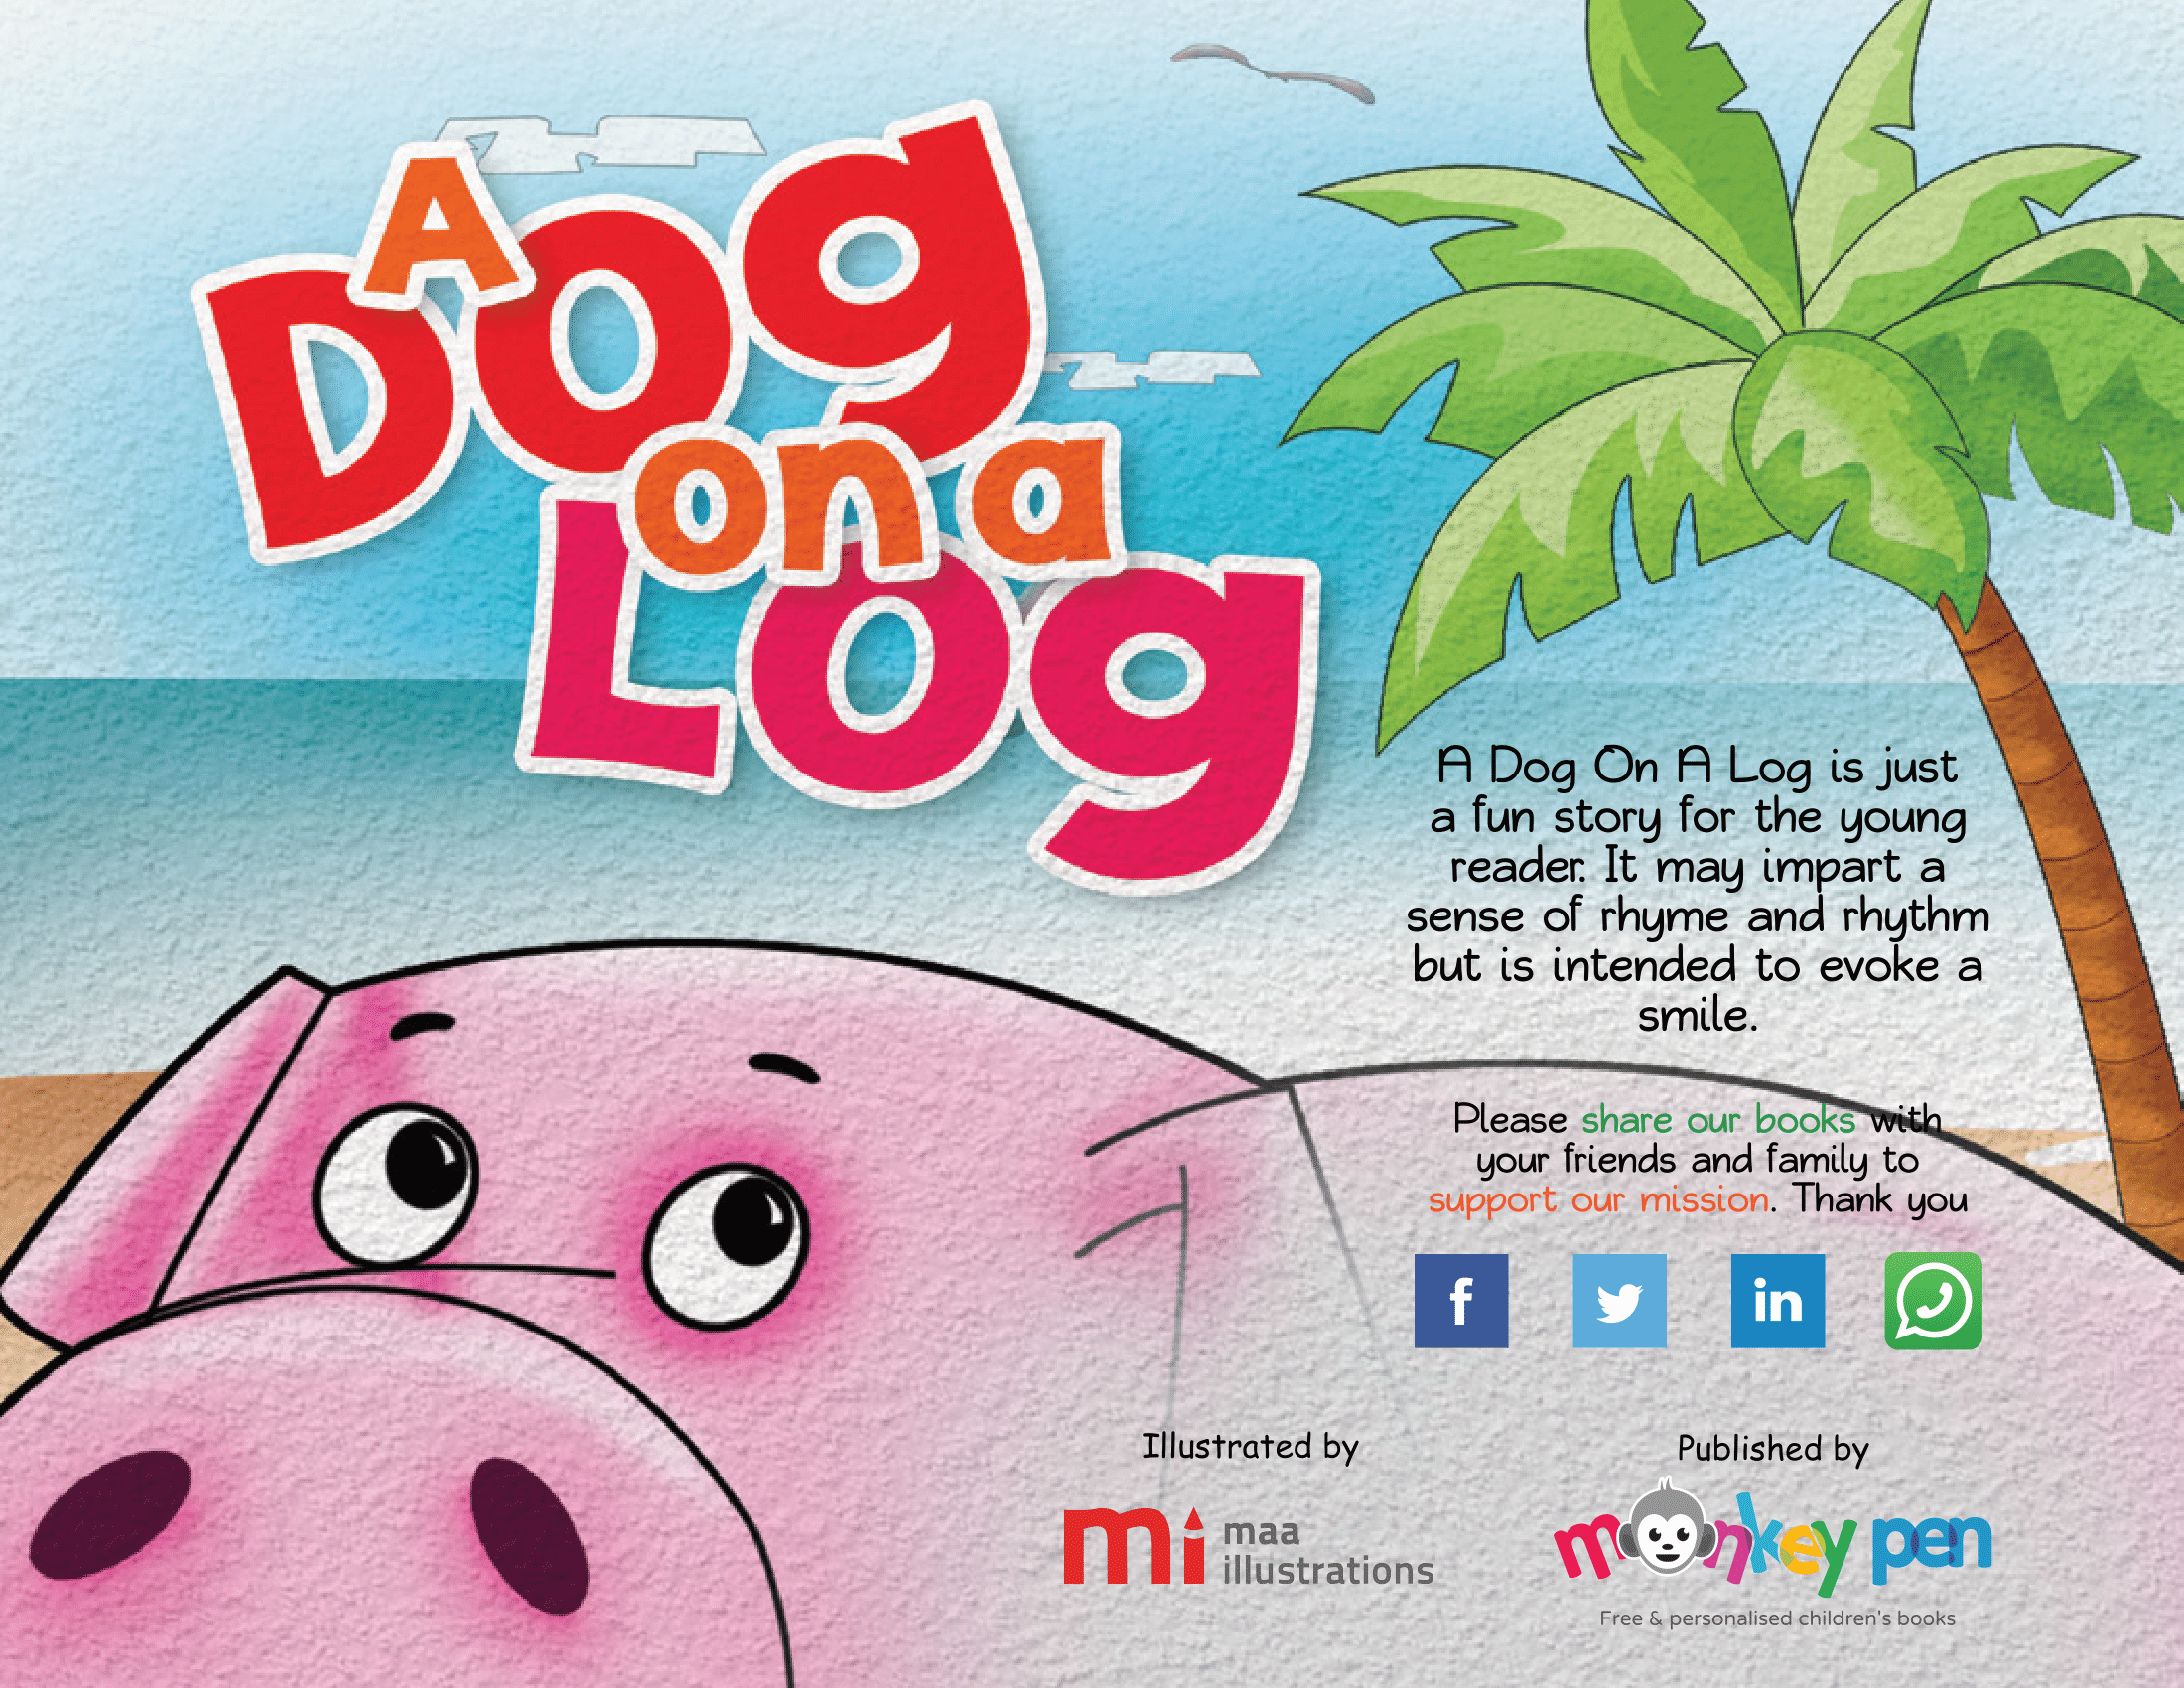 A
Dog
on a
Log
A Dog On A Log is just
a fun story for the young
reader. It may impart a
sense of rhyme and rhythm
but is intended to evoke a
smile.
Please share our books with
your friends and family to
support our mission. Thank you
f
in
Illustrated by
Published by
mi maa
illustrations
monkey pen
Free & personalised children's books